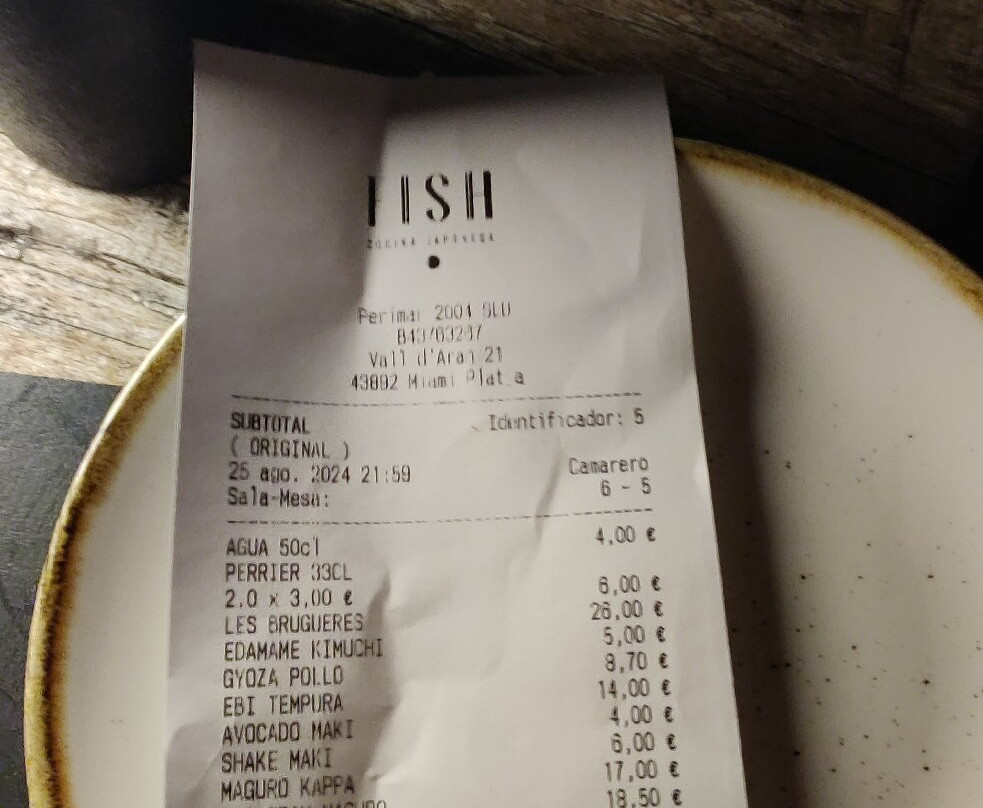 FISH
COCINA JAPONESA
Perimar 2004 SLU
B43763287
Vall d'Aran 21
43892 Miami Platja
SUBTOTAL Identificador: 5
( ORIGINAL )
25 ago. 2024 21:59 Camarero
Sala-Mesa: 6 - 5
AGUA 50cl 4,00 €
PERRIER 33CL
2.0 x 3,00 € 6,00 €
LES BRUGUERES 26,00 €
EDAMAME KIMUCHI 5,00 €
GYOZA POLLO 8,70 €
EBI TEMPURA 14,00 €
AVOCADO MAKI 4,00 €
SHAKE MAKI 6,00 €
MAGURO KAPPA 17,00 €
MAGURO 18,50 €